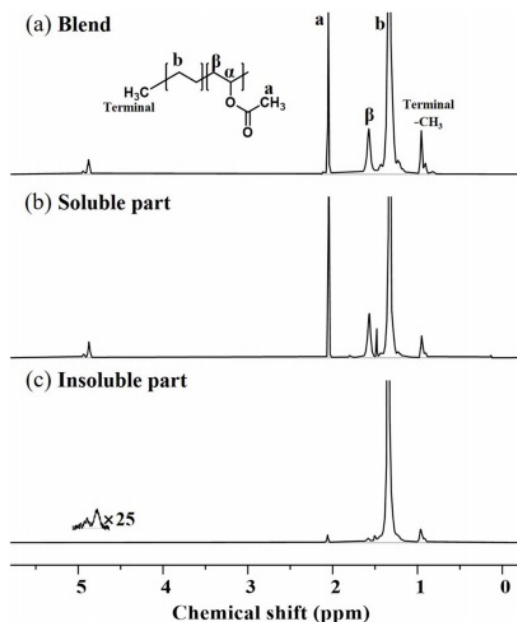 (a) Blend
a
b
b
β
α
H₃C
Terminal
a
O
CH₃
O
β
Terminal
-CH₃
(b) Soluble part
(c) Insoluble part
×25
5
4
3
2
1
0
Chemical shift (ppm)